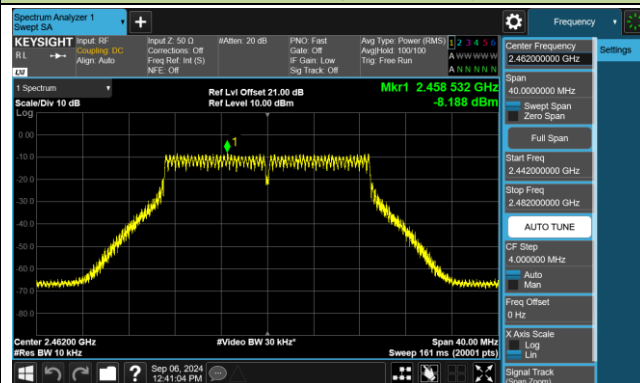 Spectrum Analyzer 1
Swept SA
+
Frequency
KEYSIGHT
RL
LXI
Input: RF
Coupling: DC
Align: Auto
Input Z: 50 Ω
Corrections: Off
Freq Ref: Int (S)
NFE: Off
#Atten: 20 dB
PNO: Fast
Gate: Off
IF Gain: Low
Sig Track: Off
Avg Type: Power (RMS)
Avg|Hold: 100/100
Trig: Free Run
1 2 3 4 5 6
A W W W W W
A N N N N N
1 Spectrum
Scale/Div 10 dB
Log
Ref Lvl Offset 21.00 dB
Ref Level 10.00 dBm
Mkr1 2.458 532 GHz
-8.188 dBm
1
0.00
-10.0
-20.0
-30.0
-40.0
-50.0
-60.0
-70.0
-80.0
Center 2.46200 GHz
#Res BW 10 kHz
#Video BW 30 kHz*
Span 40.00 MHz
Sweep 161 ms (20001 pts)
Sep 06, 2024
12:41:04 PM
Center Frequency
2.462000000 GHz
Settings
Span
40.0000000 MHz
Swept Span
Zero Span
Full Span
Start Freq
2.442000000 GHz
Stop Freq
2.482000000 GHz
AUTO TUNE
CF Step
4.000000 MHz
Auto
Man
Freq Offset
0 Hz
X Axis Scale
Log
Lin
Signal Track
(Span Zoom)